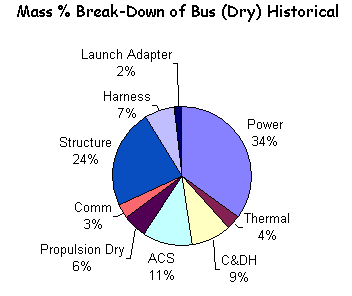 Mass % Break-Down of Bus (Dry) Historical
Launch Adapter
2%
Harness
7%
Power
34%
Structure
24%
Comm
3%
Thermal
4%
Propulsion Dry
6%
ACS
11%
C&DH
9%